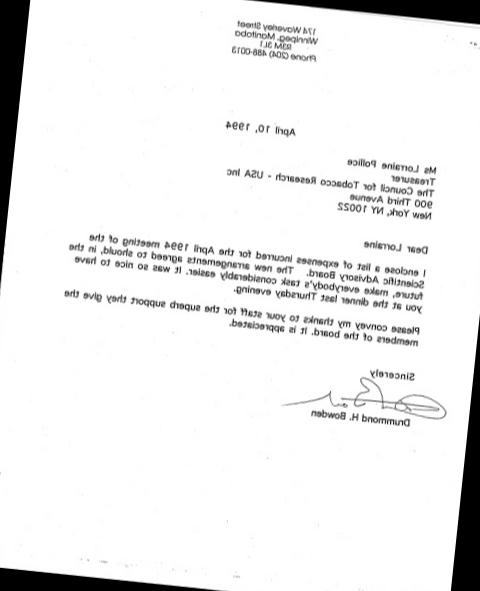 174 Waverley Street
Winnipeg, Manitoba
R3M 3L1
Phone (204) 488-0013
April 10, 1994
Ms Lorraine Pollice
Treasurer
The Council for Tobacco Research - USA Inc
900 Third Avenue
New York, NY 10022
Dear Lorraine
I enclose a list of expenses incurred for the April 1994 meeting of the
Scientific Advisory Board. The new arrangements agreed to should, in the
future, make everybody's task considerably easier. It was so nice to have
you at the dinner last Thursday evening.
Please convey my thanks to your staff for the superb support they give the
members of the board. It is appreciated.
Sincerely
Drummond H. Bowden